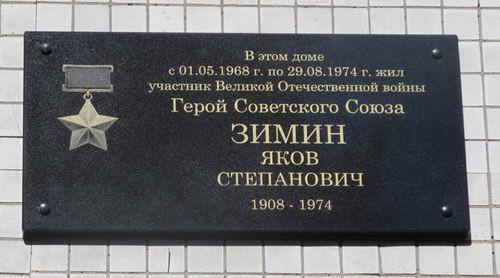 В этом доме
с 01.05.1968 г. по 29.08.1974 г. жил
участник Великой Отечественной войны
Герой Советского Союза
ЗИМИН
ЯКОВ
СТЕПАНОВИЧ
1908 - 1974